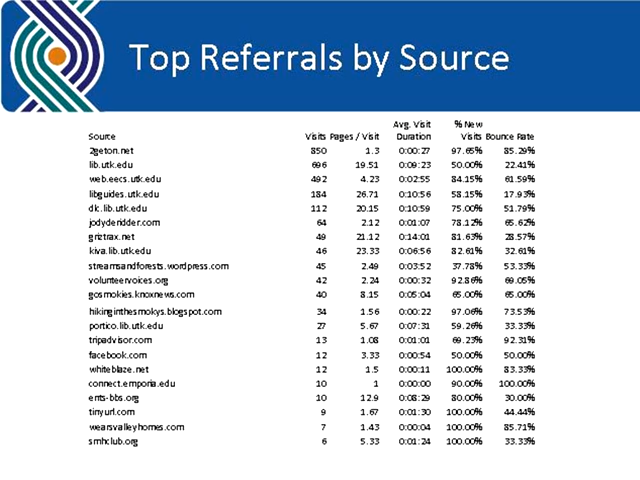 Top Referrals by Source
Avg. Visit % New
Source Visits Pages / Visit Duration Visits Bounce Rate
2geton.net 850 1.3 0:00:27 97.65% 85.29%
lib.utk.edu 696 19.51 0:09:23 50.00% 22.41%
web.eecs.utk.edu 492 4.23 0:02:55 84.15% 61.59%
libguides.utk.edu 184 26.71 0:10:56 58.15% 17.93%
dlc.lib.utk.edu 112 20.15 0:10:59 75.00% 51.79%
jodyderidder.com 64 2.12 0:01:07 78.12% 65.62%
griztrax.net 49 21.12 0:14:01 81.63% 28.57%
kiva.lib.utk.edu 46 23.33 0:06:56 82.61% 32.61%
streamsandforests.wordpress.com 45 2.49 0:03:52 37.78% 53.33%
volunteervoices.org 42 2.24 0:00:32 92.86% 69.05%
gosmokies.knoxnews.com 40 8.15 0:05:04 65.00% 65.00%
hikinginthesmokys.blogspot.com 34 1.56 0:00:22 97.06% 73.53%
portico.lib.utk.edu 27 5.67 0:07:31 59.26% 33.33%
tripadvisor.com 13 1.08 0:01:01 69.23% 92.31%
facebook.com 12 3.33 0:00:54 50.00% 50.00%
whiteblaze.net 12 1.5 0:00:11 100.00% 83.33%
connect.emporia.edu 10 1 0:00:00 90.00% 100.00%
ents-bbs.org 10 12.9 0:08:29 80.00% 30.00%
tinyurl.com 9 1.67 0:01:30 100.00% 44.44%
wearsvalleyhomes.com 7 1.43 0:00:04 100.00% 85.71%
smhclub.org 6 5.33 0:01:24 100.00% 33.33%